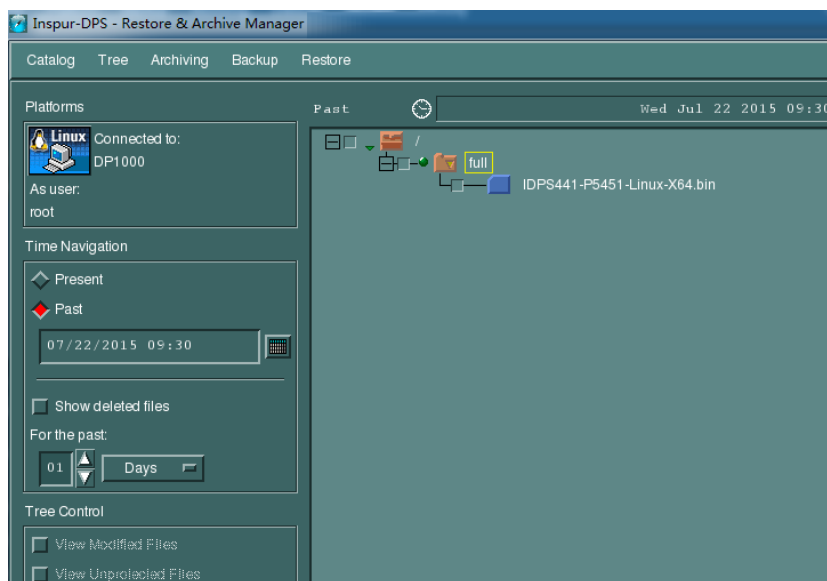 Inspur-DPS - Restore & Archive Manager
Catalog Tree Archiving Backup Restore
Platforms
Linux
Connected to:
DP1000
As user:
root
Time Navigation
Present
Past
07/22/2015 09:30
Show deleted files
For the past:
01 Days
Tree Control
View Modified Files
View Unprotected Files
Past Wed Jul 22 2015 09:30
/
full
IDPS441-P5451-Linux-X64.bin